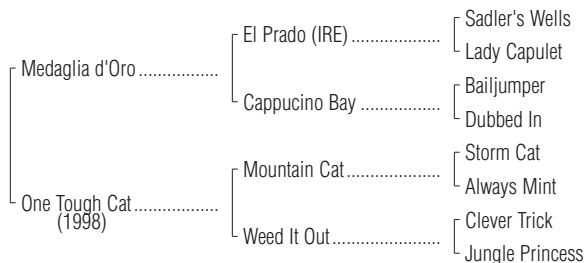 Sadler's Wells
El Prado (IRE) ....................
Lady Capulet
Medaglia d'Oro ..................
Bailjumper
Cappucino Bay ..................
Dubbed In
Storm Cat
Mountain Cat .....................
Always Mint
One Tough Cat ...................
(1998)
Clever Trick
Weed It Out ........................
Jungle Princess